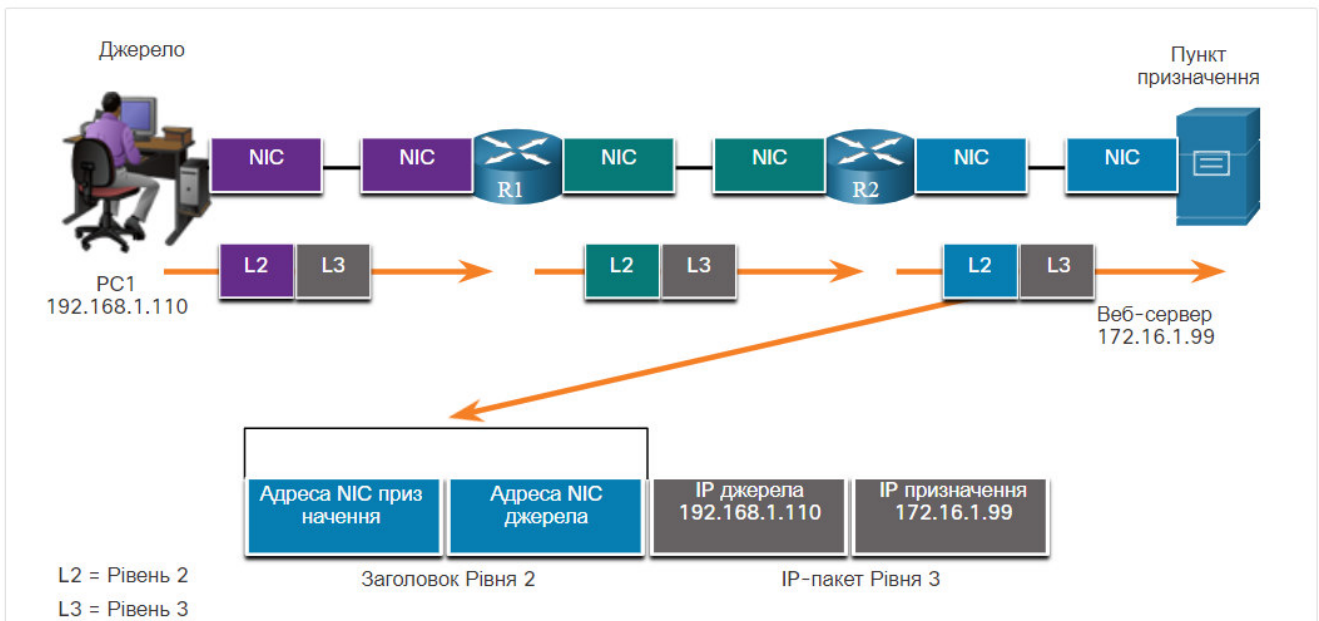 Джерело
Пункт
призначення
NIC
NIC
R1
NIC
NIC
R2
NIC
NIC
L2
L3
L2
L3
L2
L3
PC1
192.168.1.110
Веб-сервер
172.16.1.99
Адреса NIC приз
начення
Адреса NIC
джерела
IP джерела
192.168.1.110
IP призначення
172.16.1.99
L2 = Рівень 2
L3 = Рівень 3
Заголовок Рівня 2
IP-пакет Рівня 3